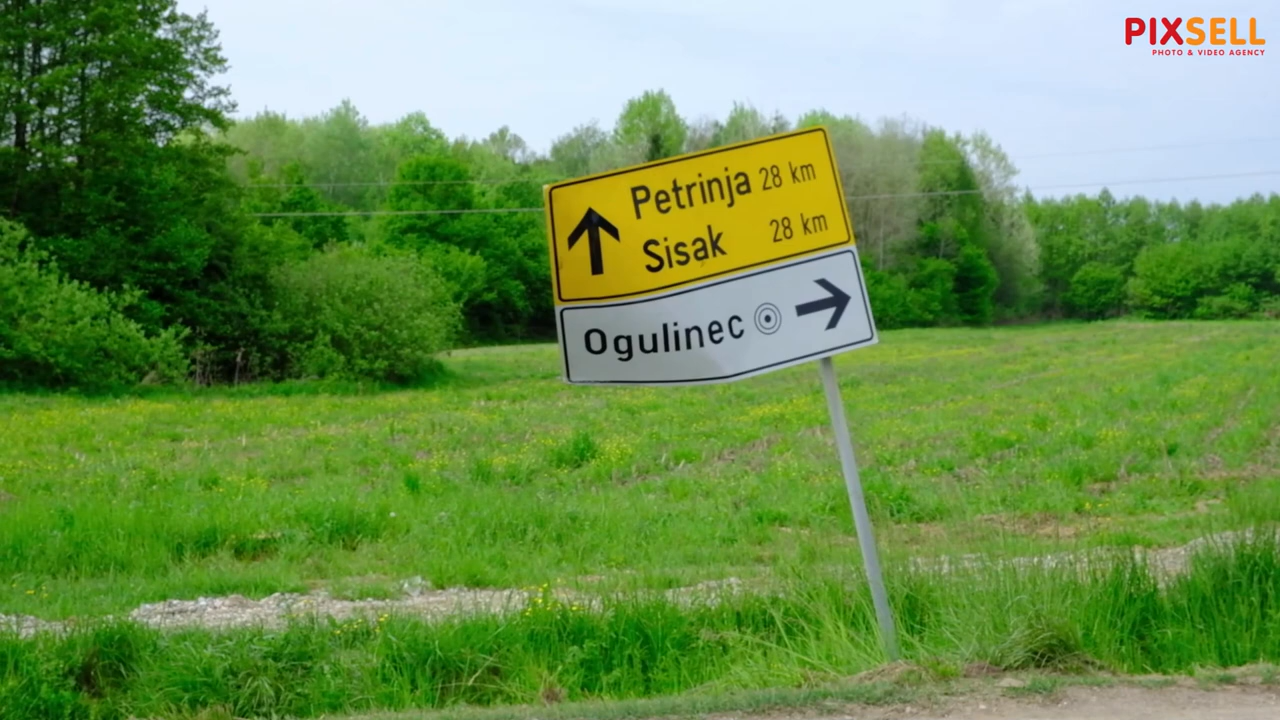 PIXSELL
PHOTO & VIDEO AGENCY
Petrinja 28 km
Sisak 28 km
Ogulinec